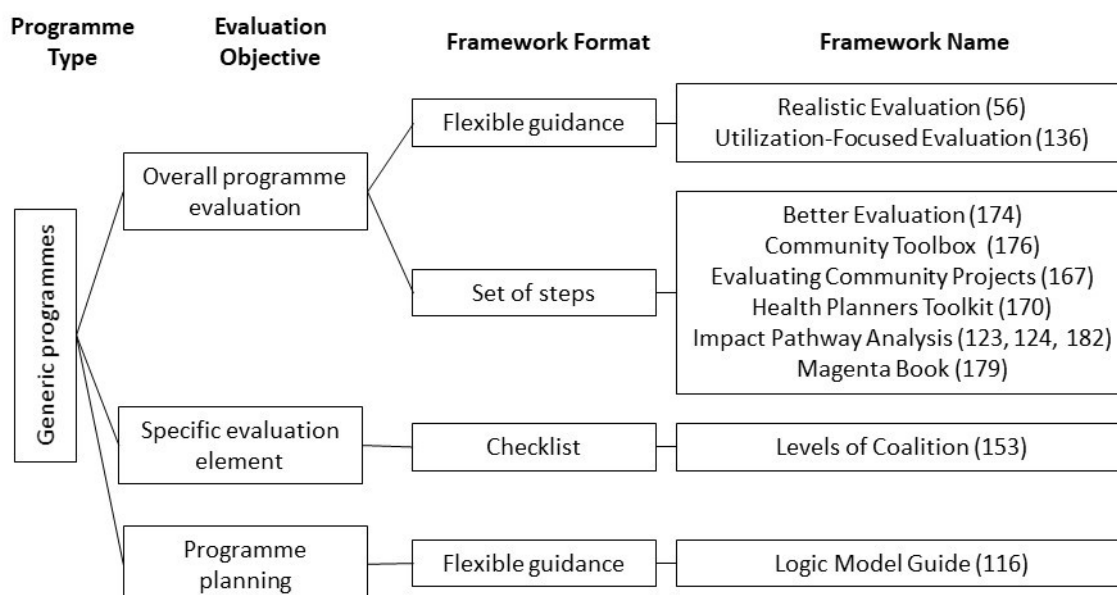 Programme
Type
Evaluation
Objective
Framework Format
Framework Name
Generic programmes
Overall programme
evaluation
Flexible guidance
Realistic Evaluation (56)
Utilization-Focused Evaluation (136)
Set of steps
Better Evaluation (174)
Community Toolbox (176)
Evaluating Community Projects (167)
Health Planners Toolkit (170)
Impact Pathway Analysis (123, 124, 182)
Magenta Book (179)
Specific evaluation
element
Checklist
Levels of Coalition (153)
Programme
planning
Flexible guidance
Logic Model Guide (116)